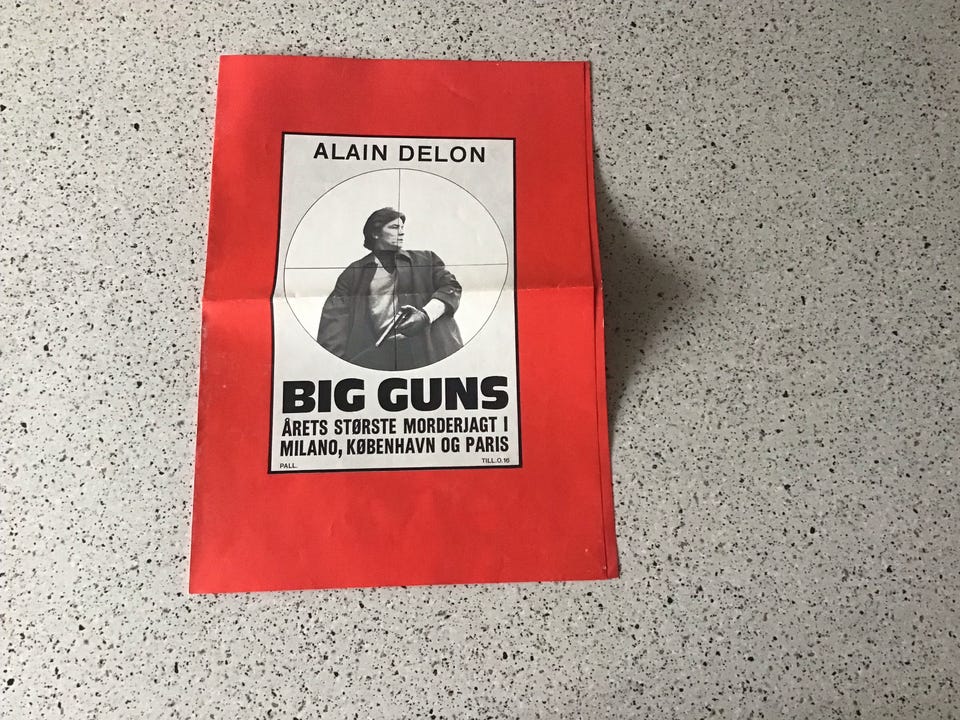 ALAIN DELON
BIG GUNS
ÅRETS STØRSTE MORDERJAGT I
MILANO, KØBENHAVN OG PARIS
PALL. TILL.O.16